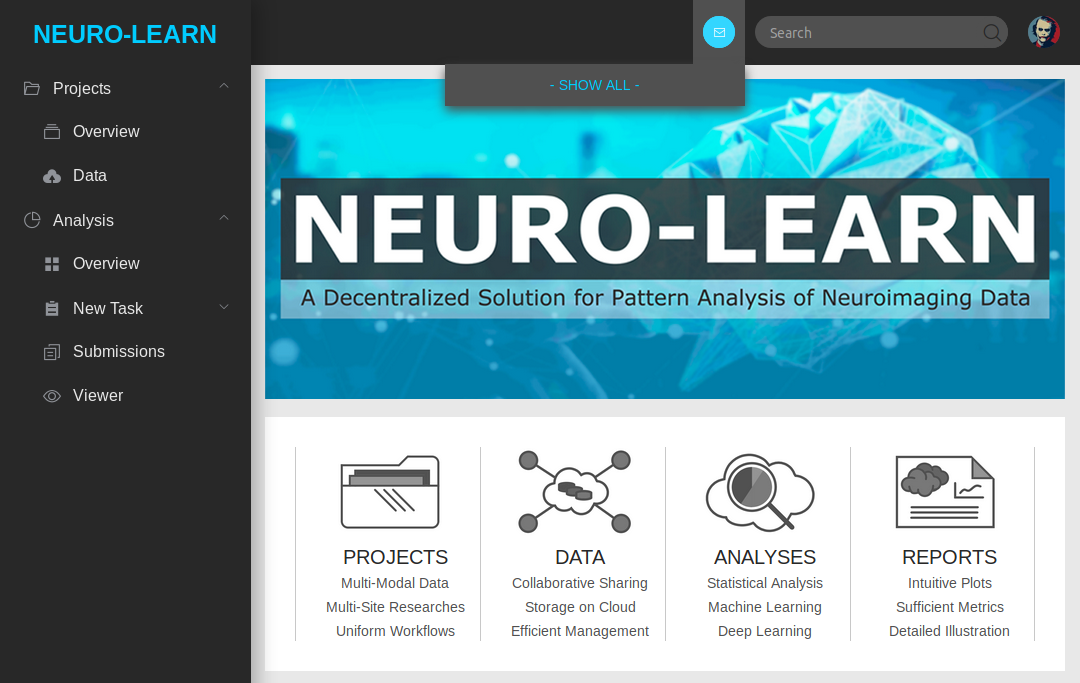 NEURO-LEARN
Search
Projects
Overview
Data
Analysis
Overview
New Task
Submissions
Viewer
- SHOW ALL -
NEURO-LEARN
A Decentralized Solution for Pattern Analysis of Neuroimaging Data
PROJECTS
Multi-Modal Data
Multi-Site Researches
Uniform Workflows
DATA
Collaborative Sharing
Storage on Cloud
Efficient Management
ANALYSES
Statistical Analysis
Machine Learning
Deep Learning
REPORTS
Intuitive Plots
Sufficient Metrics
Detailed Illustration